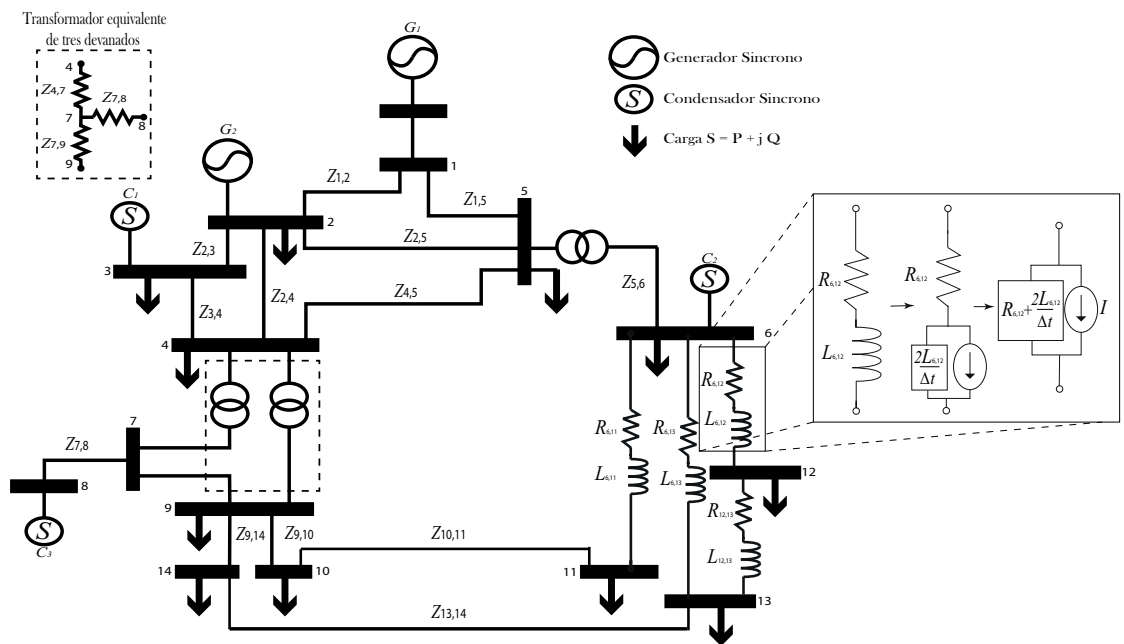 Transformador equivalente
de tres devanados
4
Z4,7
Z7,8
7
8
Z7,9
9
G1
G2
Generador Sincrono
S
Condensador Sincrono
Carga S = P + j Q
1
Z1,2
Z1,5
5
C1
S
2
Z2,5
Z2,3
3
Z3,4
Z2,4
Z4,5
Z5,6
C2
S
4
6
R6,12
L6,12
R6,11
L6,11
R6,13
L6,13
R6,12
L6,12
R6,12
2L6,12
Δt
R6,12+2L6,12
Δt
I
7
Z7,8
8
S
C3
9
Z9,14
Z9,10
Z10,11
12
R12,13
L12,13
14
10
11
13
Z13,14